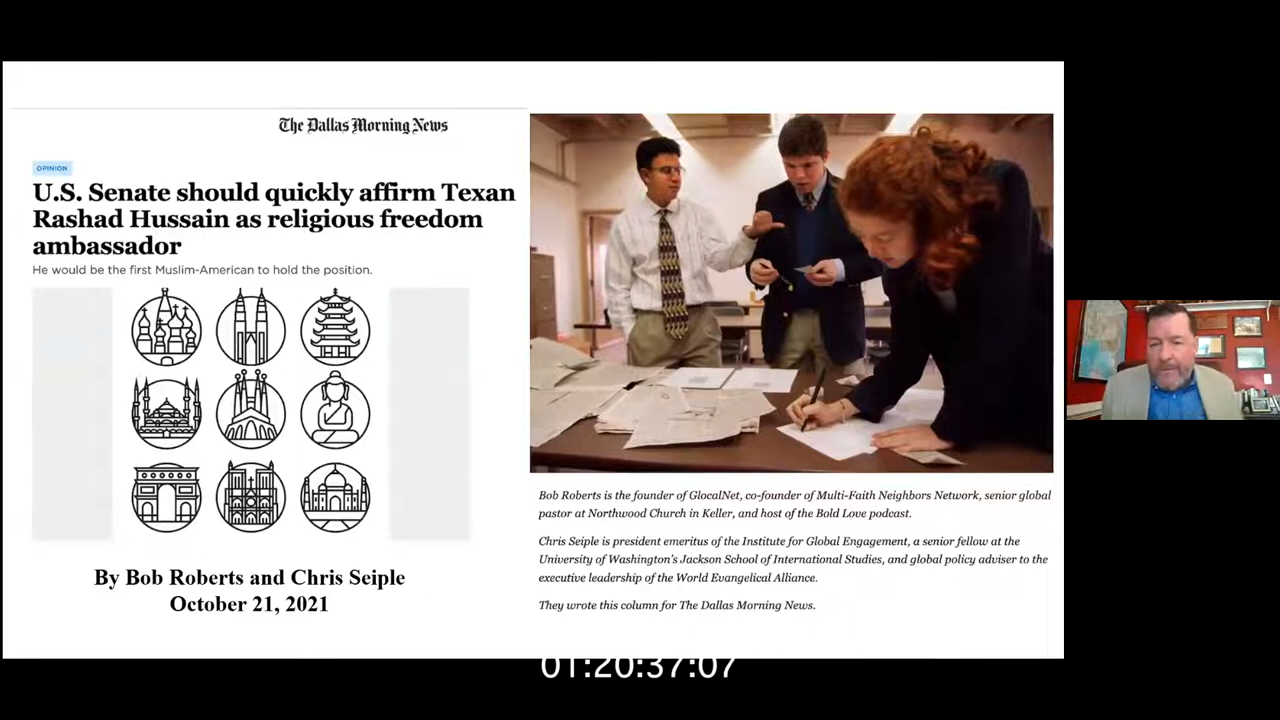 The Dallas Morning News
OPINION
U.S. Senate should quickly affirm Texan
Rashad Hussain as religious freedom
ambassador
He would be the first Muslim-American to hold the position.
By Bob Roberts and Chris Seiple
October 21, 2021
Bob Roberts is the founder of GlocalNet, co-founder of Multi-Faith Neighbors Network, senior global
pastor at Northwood Church in Keller, and host of the Bold Love podcast.
Chris Seiple is president emeritus of the Institute for Global Engagement, a senior fellow at the
University of Washington's Jackson School of International Studies, and global policy adviser to the
executive leadership of the World Evangelical Alliance.
They wrote this column for The Dallas Morning News.
01:20:37:07